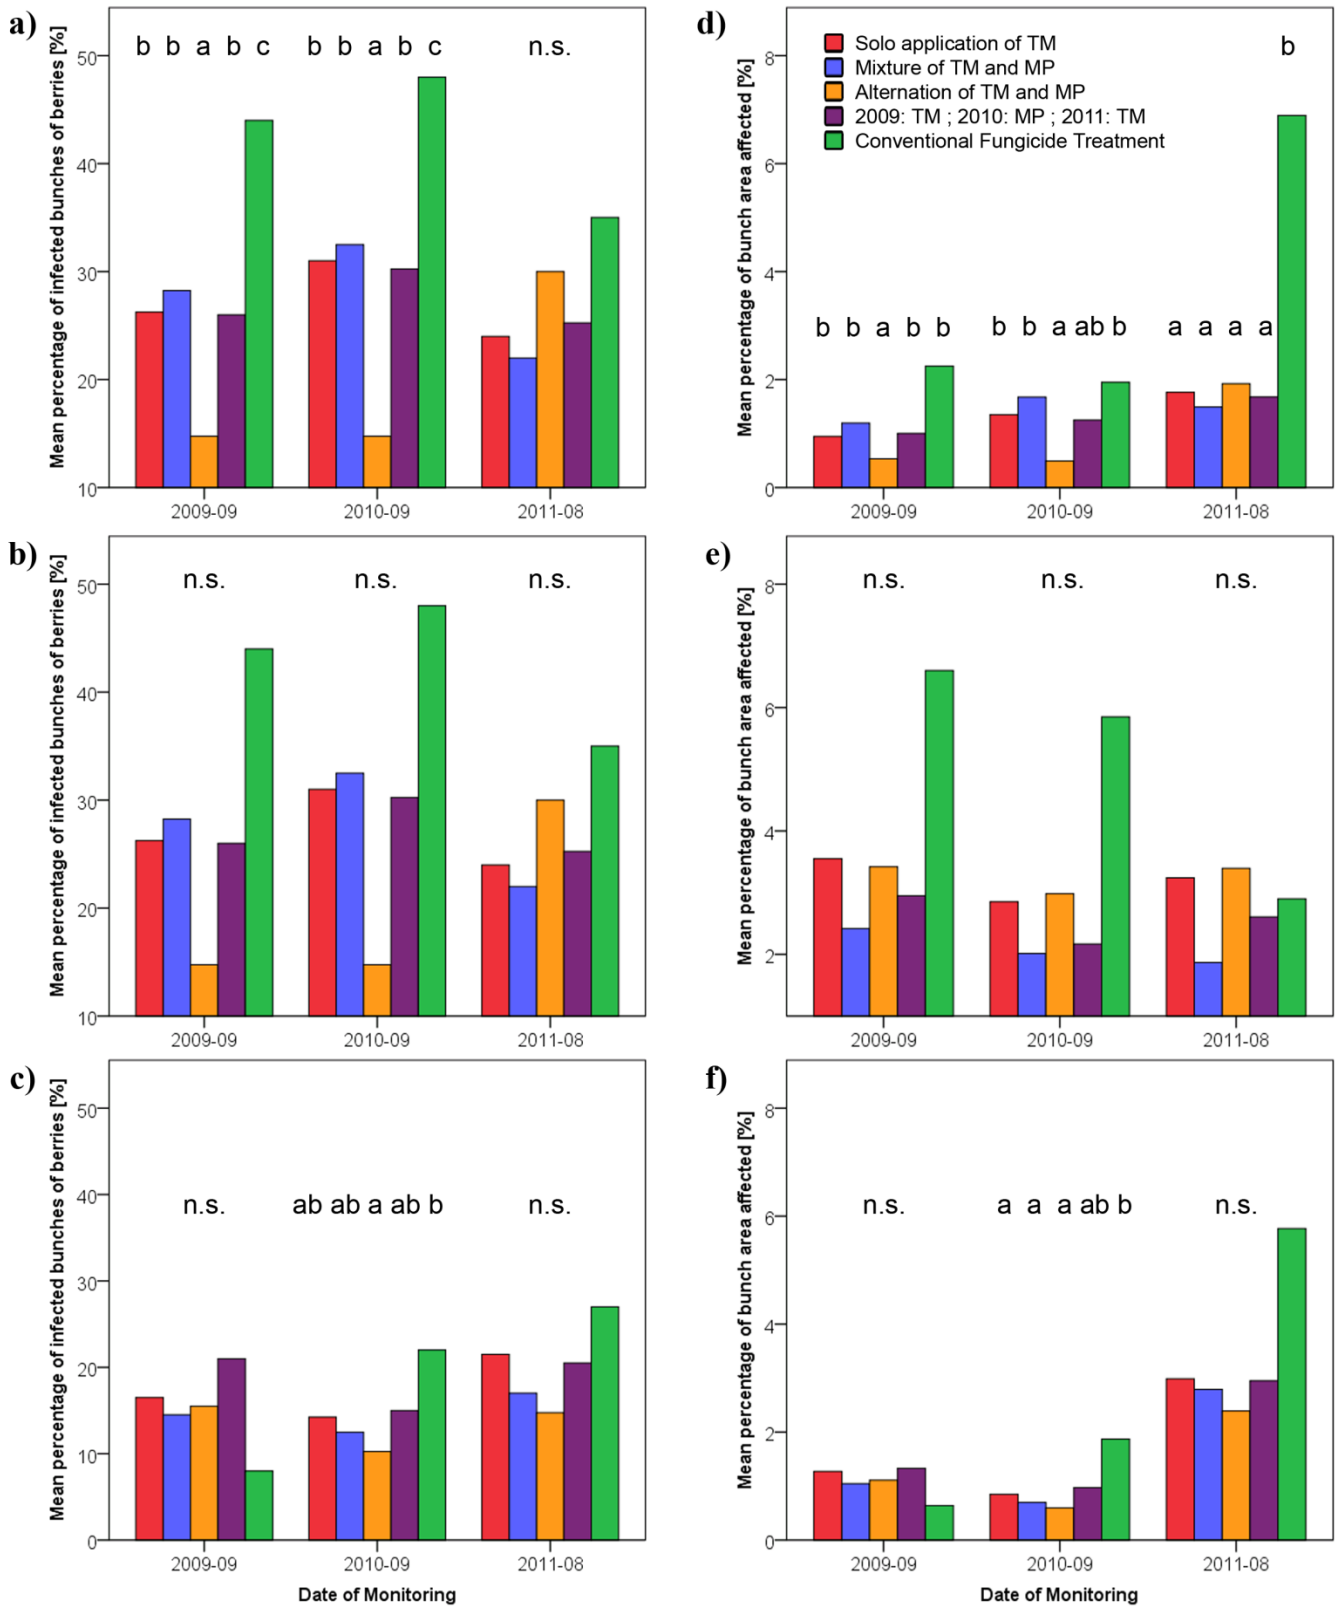 a)
Mean percentage of infected bunches of berries [%]
50
40
30
20
10
b b a b c
b b a b c
n.s.
2009-09 2010-09 2011-08
d)
Mean percentage of bunch area affected [%]
8
6
4
2
0
Solo application of TM
Mixture of TM and MP
Alternation of TM and MP
2009: TM ; 2010: MP ; 2011: TM
Conventional Fungicide Treatment
b
b b a b b
b b a ab b
a a a a
2009-09 2010-09 2011-08
b)
Mean percentage of infected bunches of berries [%]
50
40
30
20
10
n.s. n.s. n.s.
2009-09 2010-09 2011-08
e)
Mean percentage of bunch area affected [%]
8
6
4
2
n.s. n.s. n.s.
2009-09 2010-09 2011-08
c)
Mean percentage of infected bunches of berries [%]
50
40
30
20
10
0
n.s.
ab ab a ab b
n.s.
2009-09 2010-09 2011-08
Date of Monitoring
f)
Mean percentage of bunch area affected [%]
8
6
4
2
0
n.s.
a a a ab b
n.s.
2009-09 2010-09 2011-08
Date of Monitoring